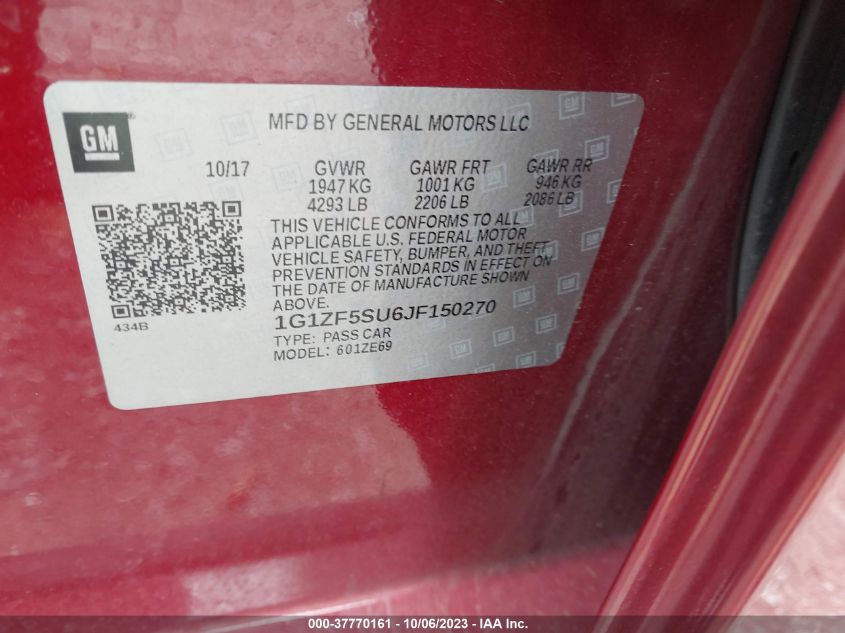 GM
MFD BY GENERAL MOTORS LLC
10/17 GVWR GAWR FRT GAWR RR
1947 KG 1001 KG 946 KG
4293 LB 2206 LB 2086 LB
THIS VEHICLE CONFORMS TO ALL
APPLICABLE U.S. FEDERAL MOTOR
VEHICLE SAFETY, BUMPER, AND THEFT
PREVENTION STANDARDS IN EFFECT ON
THE DATE OF MANUFACTURE SHOWN
ABOVE.
434B
1G1ZF5SU6JF150270
TYPE: PASS CAR
MODEL: 601ZE69
000-37770161 - 10/06/2023 - IAA Inc.